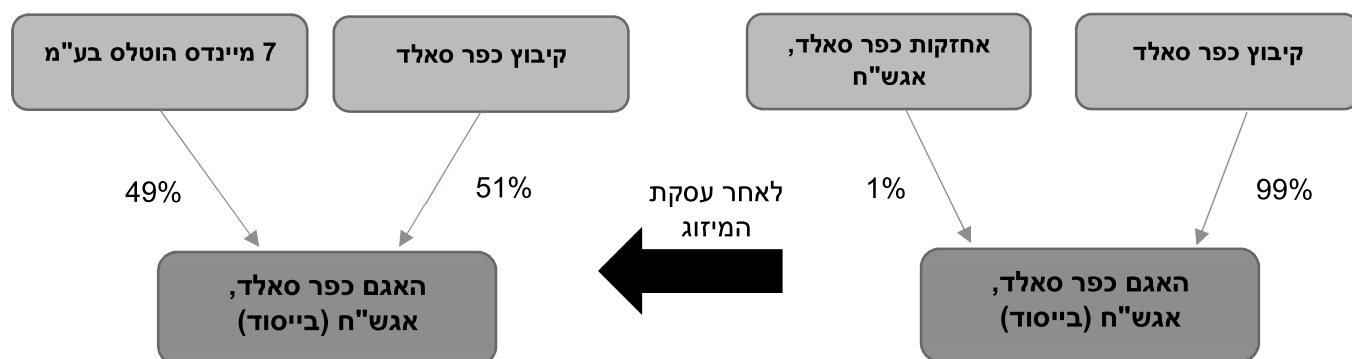 קיבוץ כפר סאלד
אחזקות כפר סאלד,
אגש"ח
99%
1%
האגם כפר סאלד,
אגש"ח (בייסוד)
לאחר עסקת
המיזוג
קיבוץ כפר סאלד
7 מיינדס הוטלס בע"מ
51%
49%
האגם כפר סאלד,
אגש"ח (בייסוד)